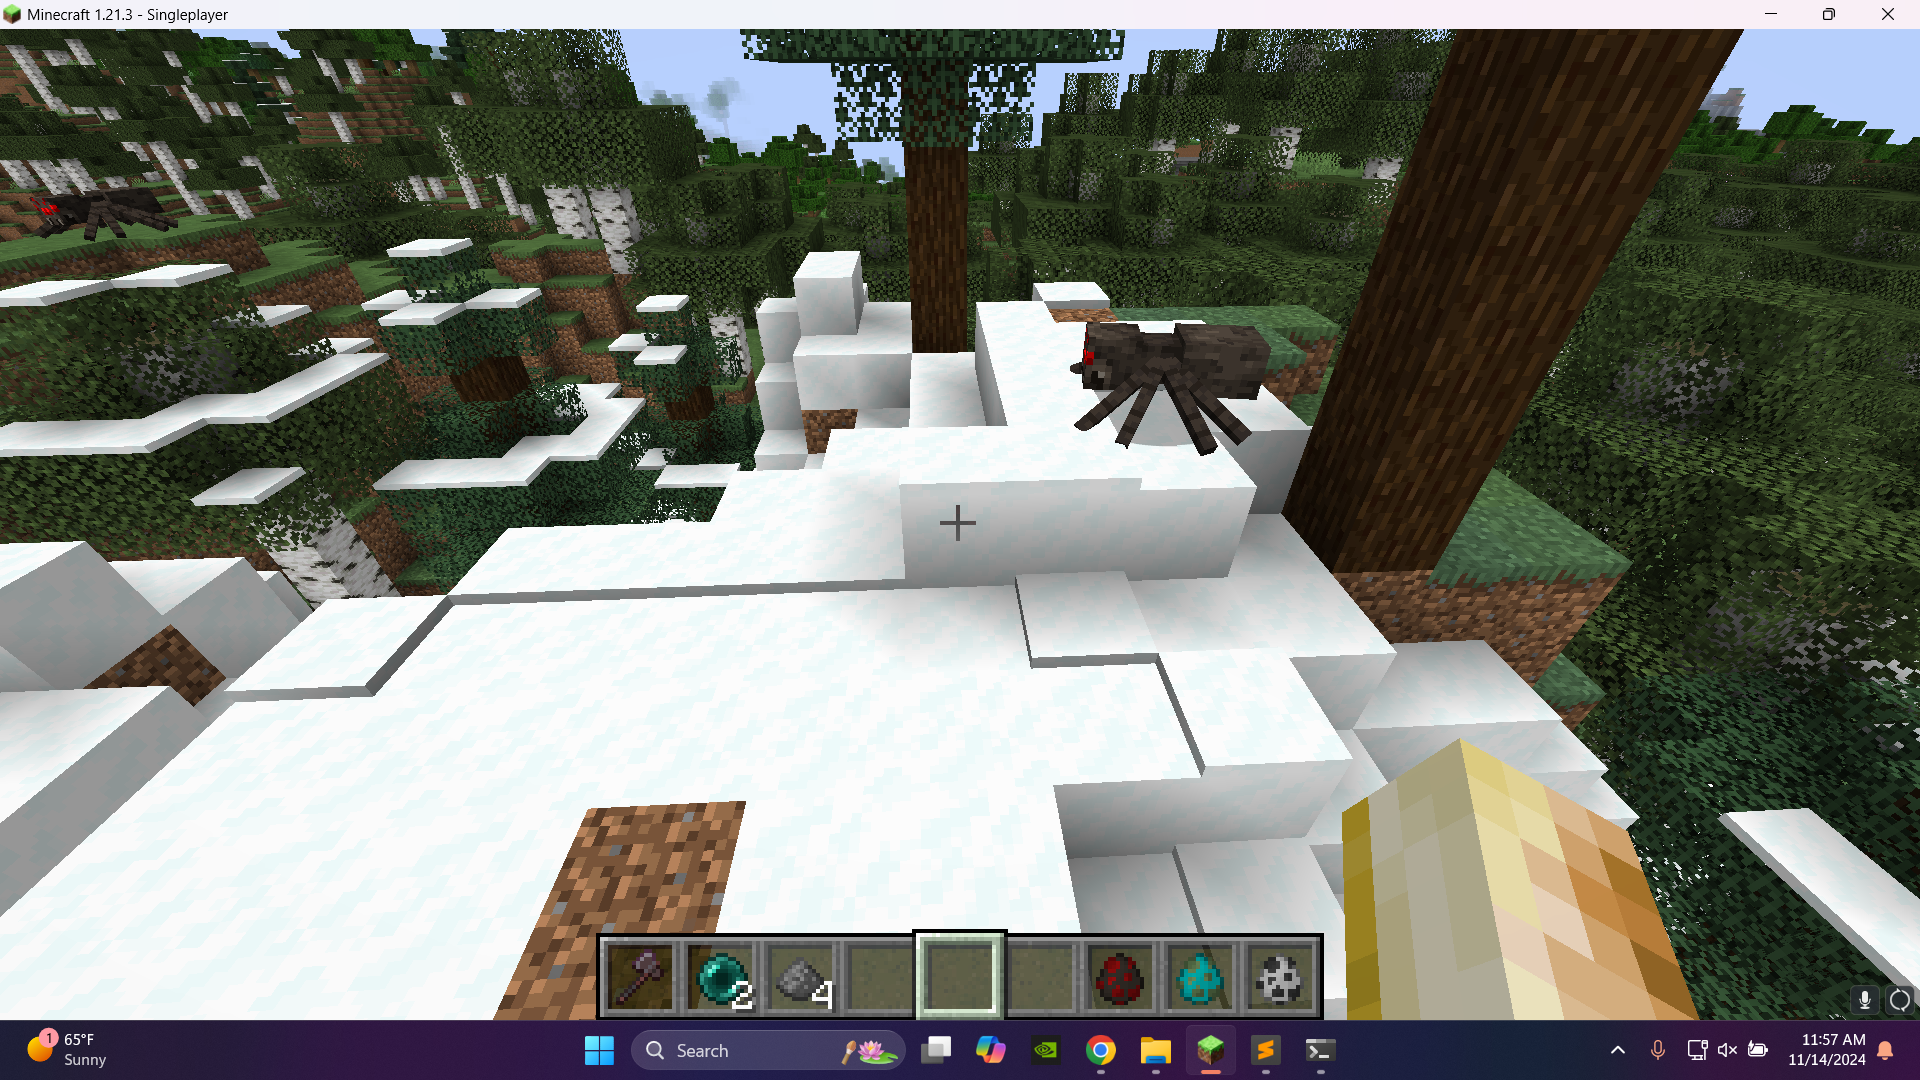 Minecraft 1.21.3 - Singleplayer
2
4
1
65°F
Sunny
Search
11:57 AM
11/14/2024